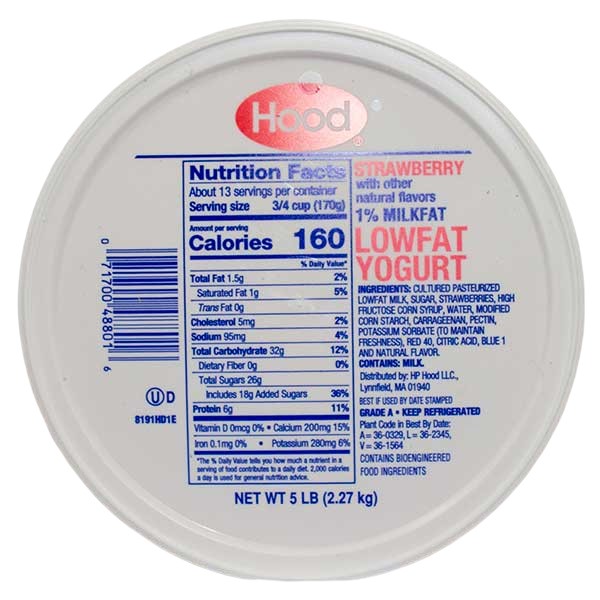 Hood®
Nutrition Facts
About 13 servings per container
Serving size 3/4 cup (170g)
Amount per serving
Calories 160
% Daily Value*
Total Fat 1.5g 2%
Saturated Fat 1g 5%
Trans Fat 0g
Cholesterol 5mg 2%
Sodium 95mg 4%
Total Carbohydrate 32g 12%
Dietary Fiber 0g 0%
Total Sugars 26g
Includes 18g Added Sugars 36%
Protein 6g 11%
Vitamin D 0mcg 0% • Calcium 200mg 15%
Iron 0.1mg 0% • Potassium 280mg 6%
*The % Daily Value tells you how much a nutrient in a
serving of food contributes to a daily diet. 2,000 calories
a day is used for general nutrition advice.
STRAWBERRY
with other
natural flavors
1% MILKFAT
LOWFAT
YOGURT
INGREDIENTS: CULTURED PASTEURIZED
LOWFAT MILK, SUGAR, STRAWBERRIES, HIGH
FRUCTOSE CORN SYRUP, WATER, MODIFIED
CORN STARCH, CARRAGEENAN, PECTIN,
POTASSIUM SORBATE (TO MAINTAIN
FRESHNESS), RED 40, CITRIC ACID, BLUE 1
AND NATURAL FLAVOR.
CONTAINS: MILK.
Distributed by: HP Hood LLC.,
Lynnfield, MA 01940
BEST IF USED BY DATE STAMPED
GRADE A • KEEP REFRIGERATED
Plant Code in Best By Date:
A= 36-0329, L= 36-2345,
V= 36-1564
CONTAINS BIOENGINEERED
FOOD INGREDIENTS
0 71700 48801 6
U D
8191HD1E
NET WT 5 LB (2.27 kg)